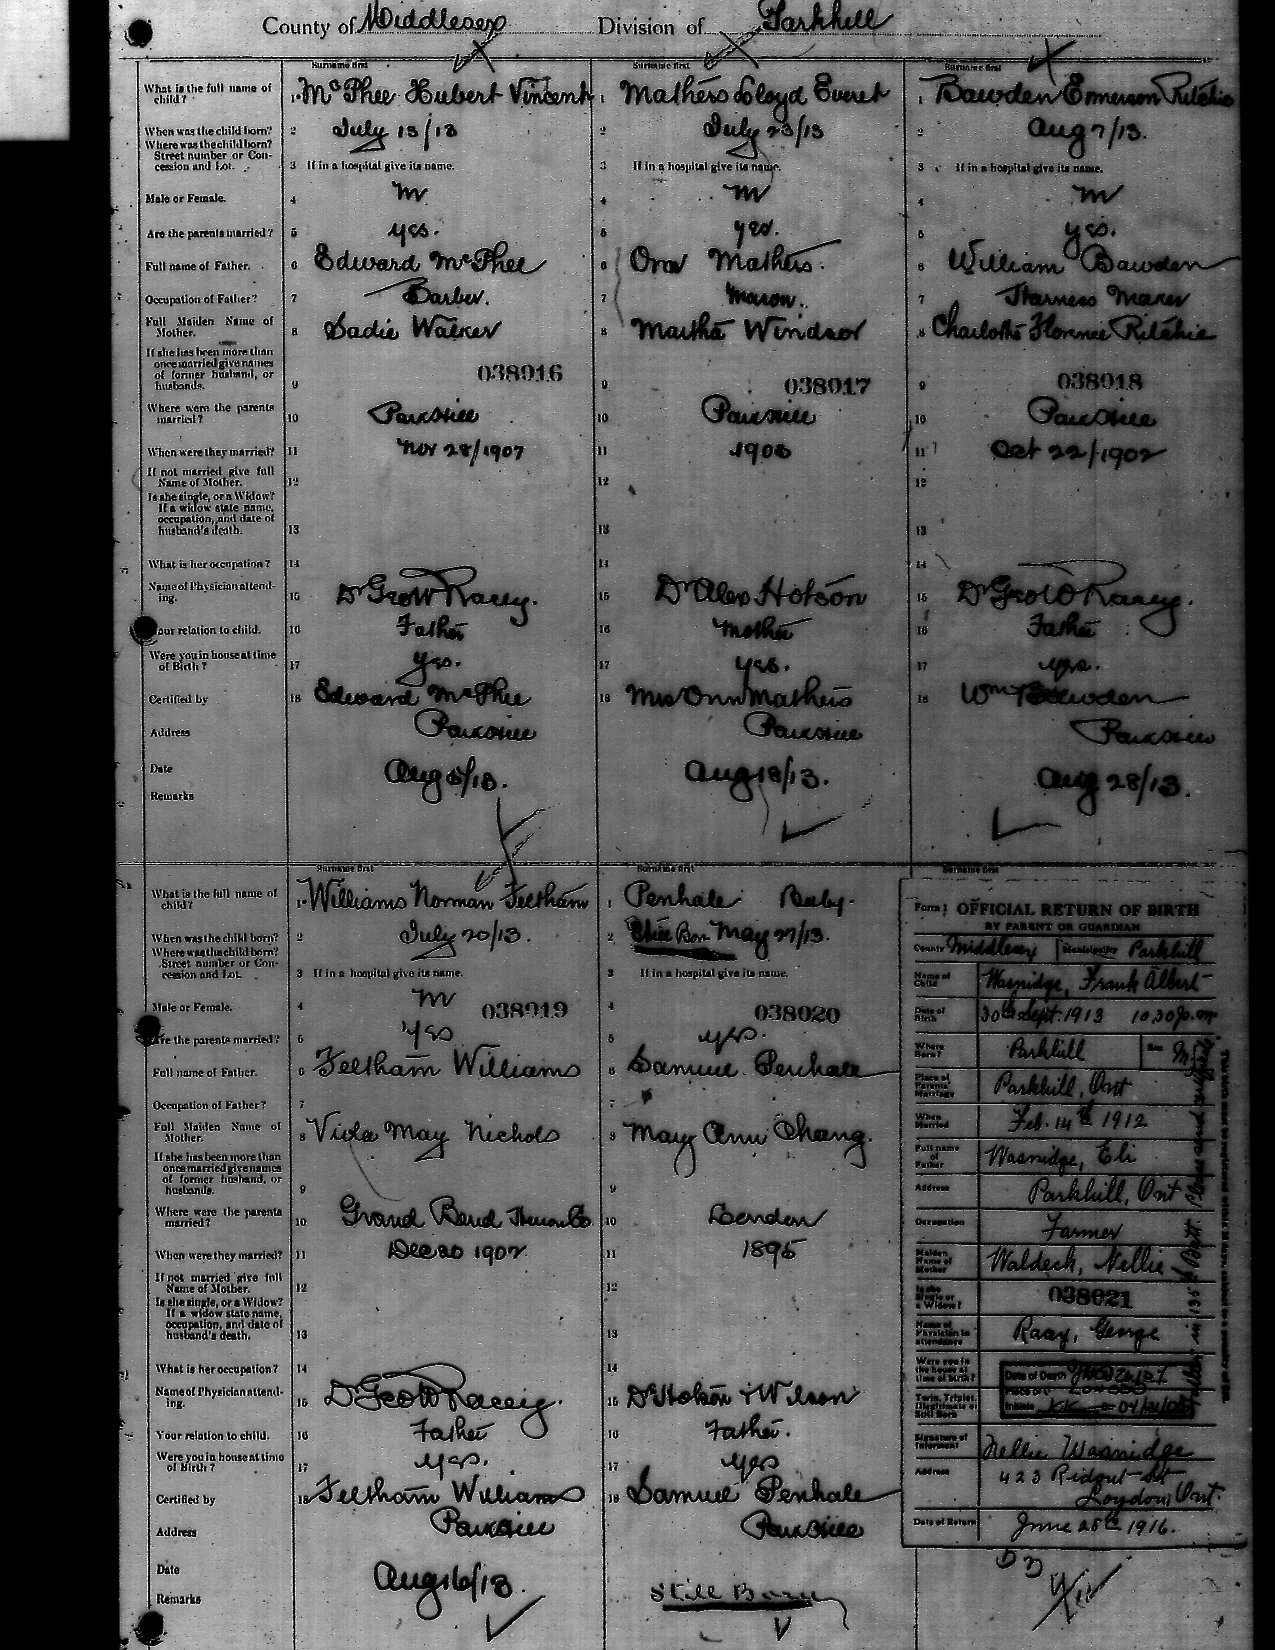 County of Middlesex Division of Parkhill
Surname first Surname first Surname first
What is the full name of child? 1 McPhee Hubert Vincent 1 Mathers Lloyd Everet 1 Bawden Emmerson Ritchie
When was the child born? 2 July 13/13 2 July 23/13 2 Aug 7/13.
Where was the child born?
Street number or Con-
cession and Lot. 3 If in a hospital give its name. 3 If in a hospital give its name. 3 If in a hospital give its name.
Male or Female. 4 M 4 M 4 M
Are the parents married? 5 yes. 5 yes. 5 yes.
Full name of Father. 6 Edward McPhee 6 Mathers. 6 William Bawden
Occupation of Father? 7 Barber. 7 Mason. 7 Harness Maker
Full Maiden Name of Mother. 8 Sadie Walker 8 Martha Windsor 8 Charlotte Florence Ritchie
If she has been more than
once married give names
of former husband, or
husbands. 9 038016 9 038017 9 038018
Where were the parents married? 10 Parkhill 10 Parkhill 10 Parkhill
When were they married? 11 Nov 28/1907 11 1908 11 Oct 22/1902
If not married give full
Name of Mother. 12 12 12
Is she single, or a Widow?
If a widow state name,
occupation, and date of
husband's death. 13 13 13
What is her occupation? 14 14 14
Name of Physician attend-
ing. 15 Dr Geo W Racey. 15 Dr Alex Hotson 15 Dr Geo W Racey.
Your relation to child. 16 Father 16 Mother 16 Father
Were you in house at time
of Birth? 17 yes. 17 yes. 17 yes.
Certified by 18 Edward McPhee 18 Mrs Mathers 18 Wm Bawden
Address Parkhill Parkhill Parkhill
Date Aug 18/13. Aug 28/13.
Remarks
Surname first Surname first Surname first
What is the full name of
child? 1 Williams Norman Feltham 1 Penhale Baby.
When was the child born? 2 July 20/13. 2 May 27/13.
Where was the child born?
Street number or Con-
cession and Lot. 3 If in a hospital give its name. 3 If in a hospital give its name.
Male or Female. 4 M 038019 4 038020
Are the parents married? 5 yes 5 yes.
Full name of Father. 6 Feltham Williams 6 Samuel Penhale
Occupation of Father? 7 7
Full Maiden Name of
Mother. 8 Viola May Nichols 8 May Ann
If she has been more than
once married give names
of former husband, or
husbands. 9 9
Where were the parents
married? 10 Grand Bend Huron Co 10 London
When were they married? 11 Dec 20 1902 11 1895
If not married give full
Name of Mother. 12 12
Is she single, or a Widow?
If a widow state name,
occupation, and date of
husband's death. 13 13
What is her occupation? 14 14
Name of Physician attend-
ing. 15 Dr Geo W Racey. 15 Drs Hotson & Wilson
Your relation to child. 16 Father 16 Father.
Were you in house at time
of Birth? 17 yes. 17 yes
Certified by 18 Feltham Williams 18 Samuel Penhale
Address Parkhill Parkhill
Date Aug 16/13.
Remarks Still Born
Form 1 OFFICIAL RETURN OF BIRTH
BY PARENT OR GUARDIAN
County Middlesex Municipality Parkhill
Name of Child Wasnidge, Frank Albert
Date of Birth 30th Sept. 1913 10.30 p.m
Where Born? Parkhill Sex M
Place of Parents' Marriage Parkhill, Ont
When Married Feb. 14th 1912
Full name of Father Wasnidge, Eli
Address Parkhill, Ont
Occupation Farmer
Maiden Name of Mother Waldeck, Nellie
Is she Single or a Widow? 038021
Name of Physician in attendance George
Were you in the house at time of birth?
Date of Death
Place of D LONDON
Initials KK
Twin, Triplet, Illegitimate or Still Born
Signature of Informant Nellie Wasnidge
Address 423 Ridout St
London, Ont.
Date of Return June 28th 1916.